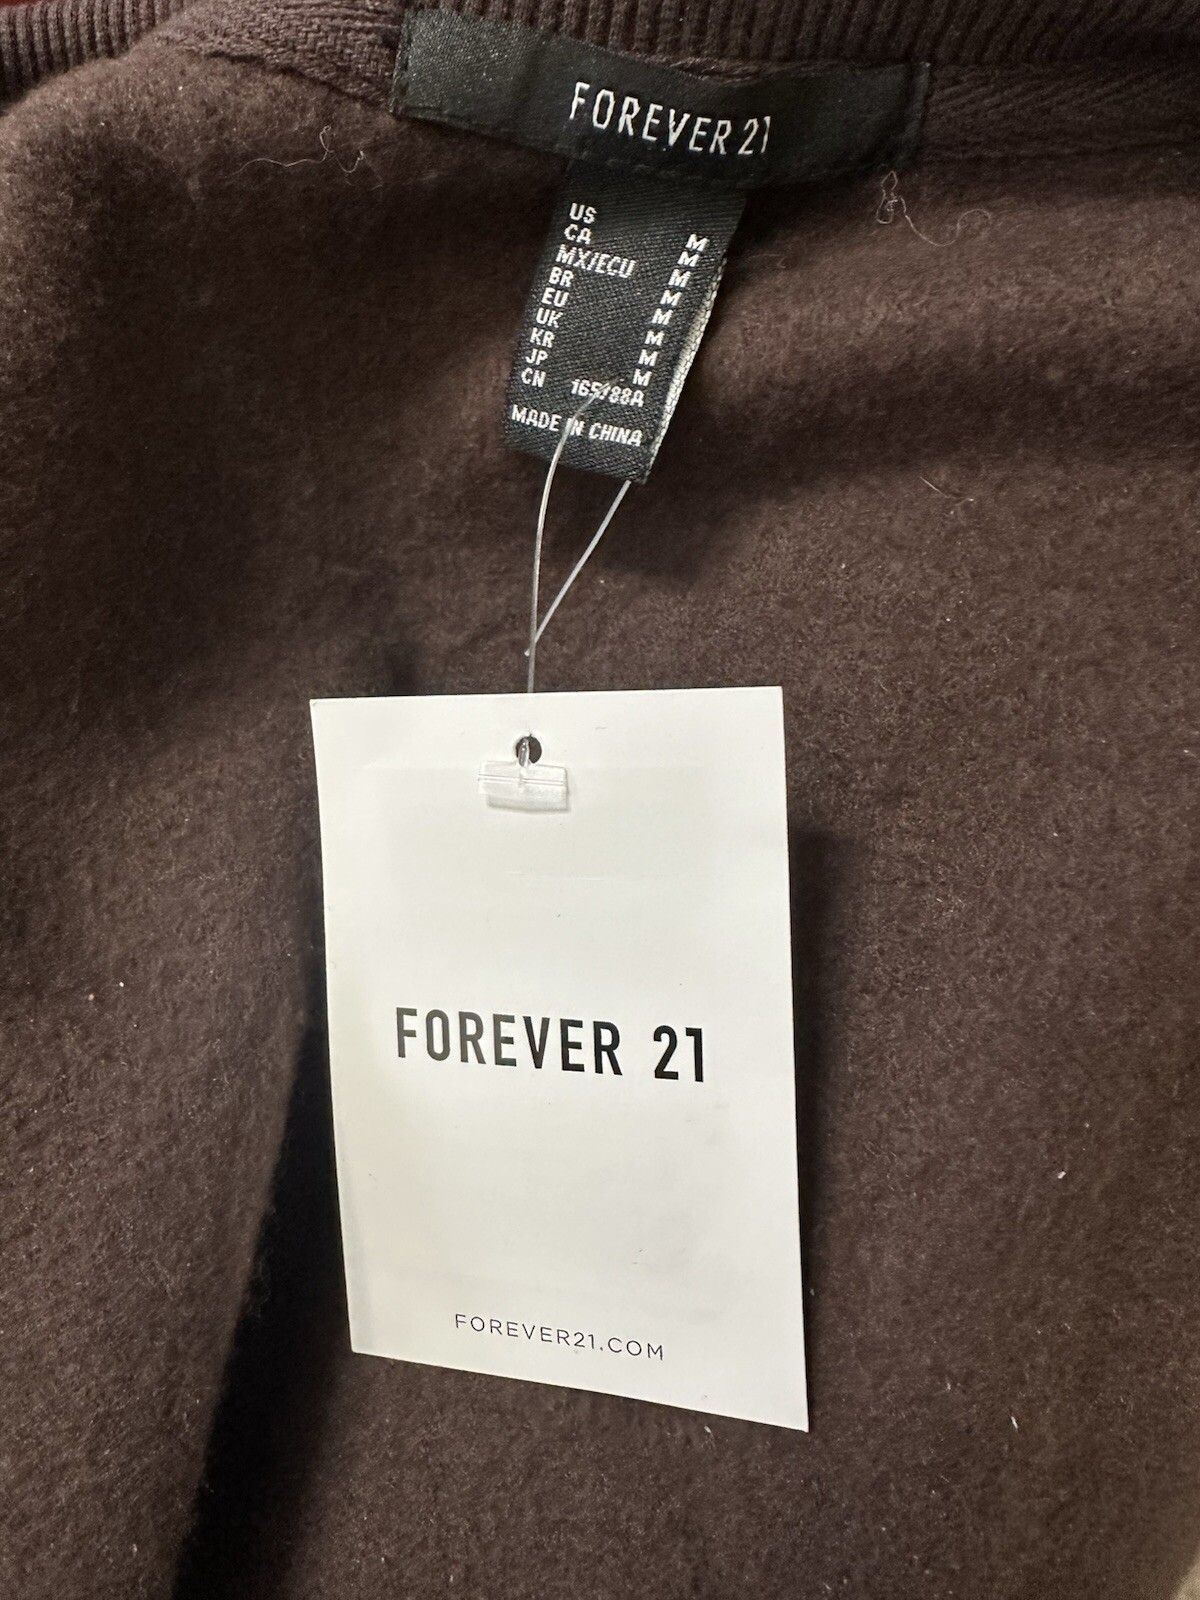 FOREVER 21
US M
CA M
MX/ECU M
BR M
EU M
UK M
KR M
JP M
CN 165/88A
MADE IN CHINA
FOREVER 21
FOREVER21.COM